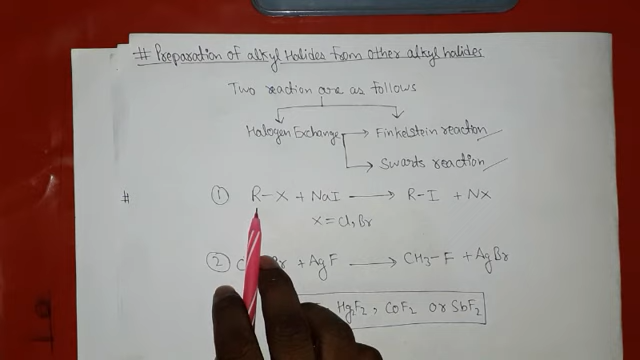 # Preparation of alkyl Halides from other alkyl halides
Two reaction are as follows
Halogen Exchange → Finkelstein reaction
→ Swarts reaction
# ① R-X + NaI → R-I + NX
X = Cl, Br
② C Br + AgF → CH3-F + AgBr
Hg2F2, CoF2 or SbF2